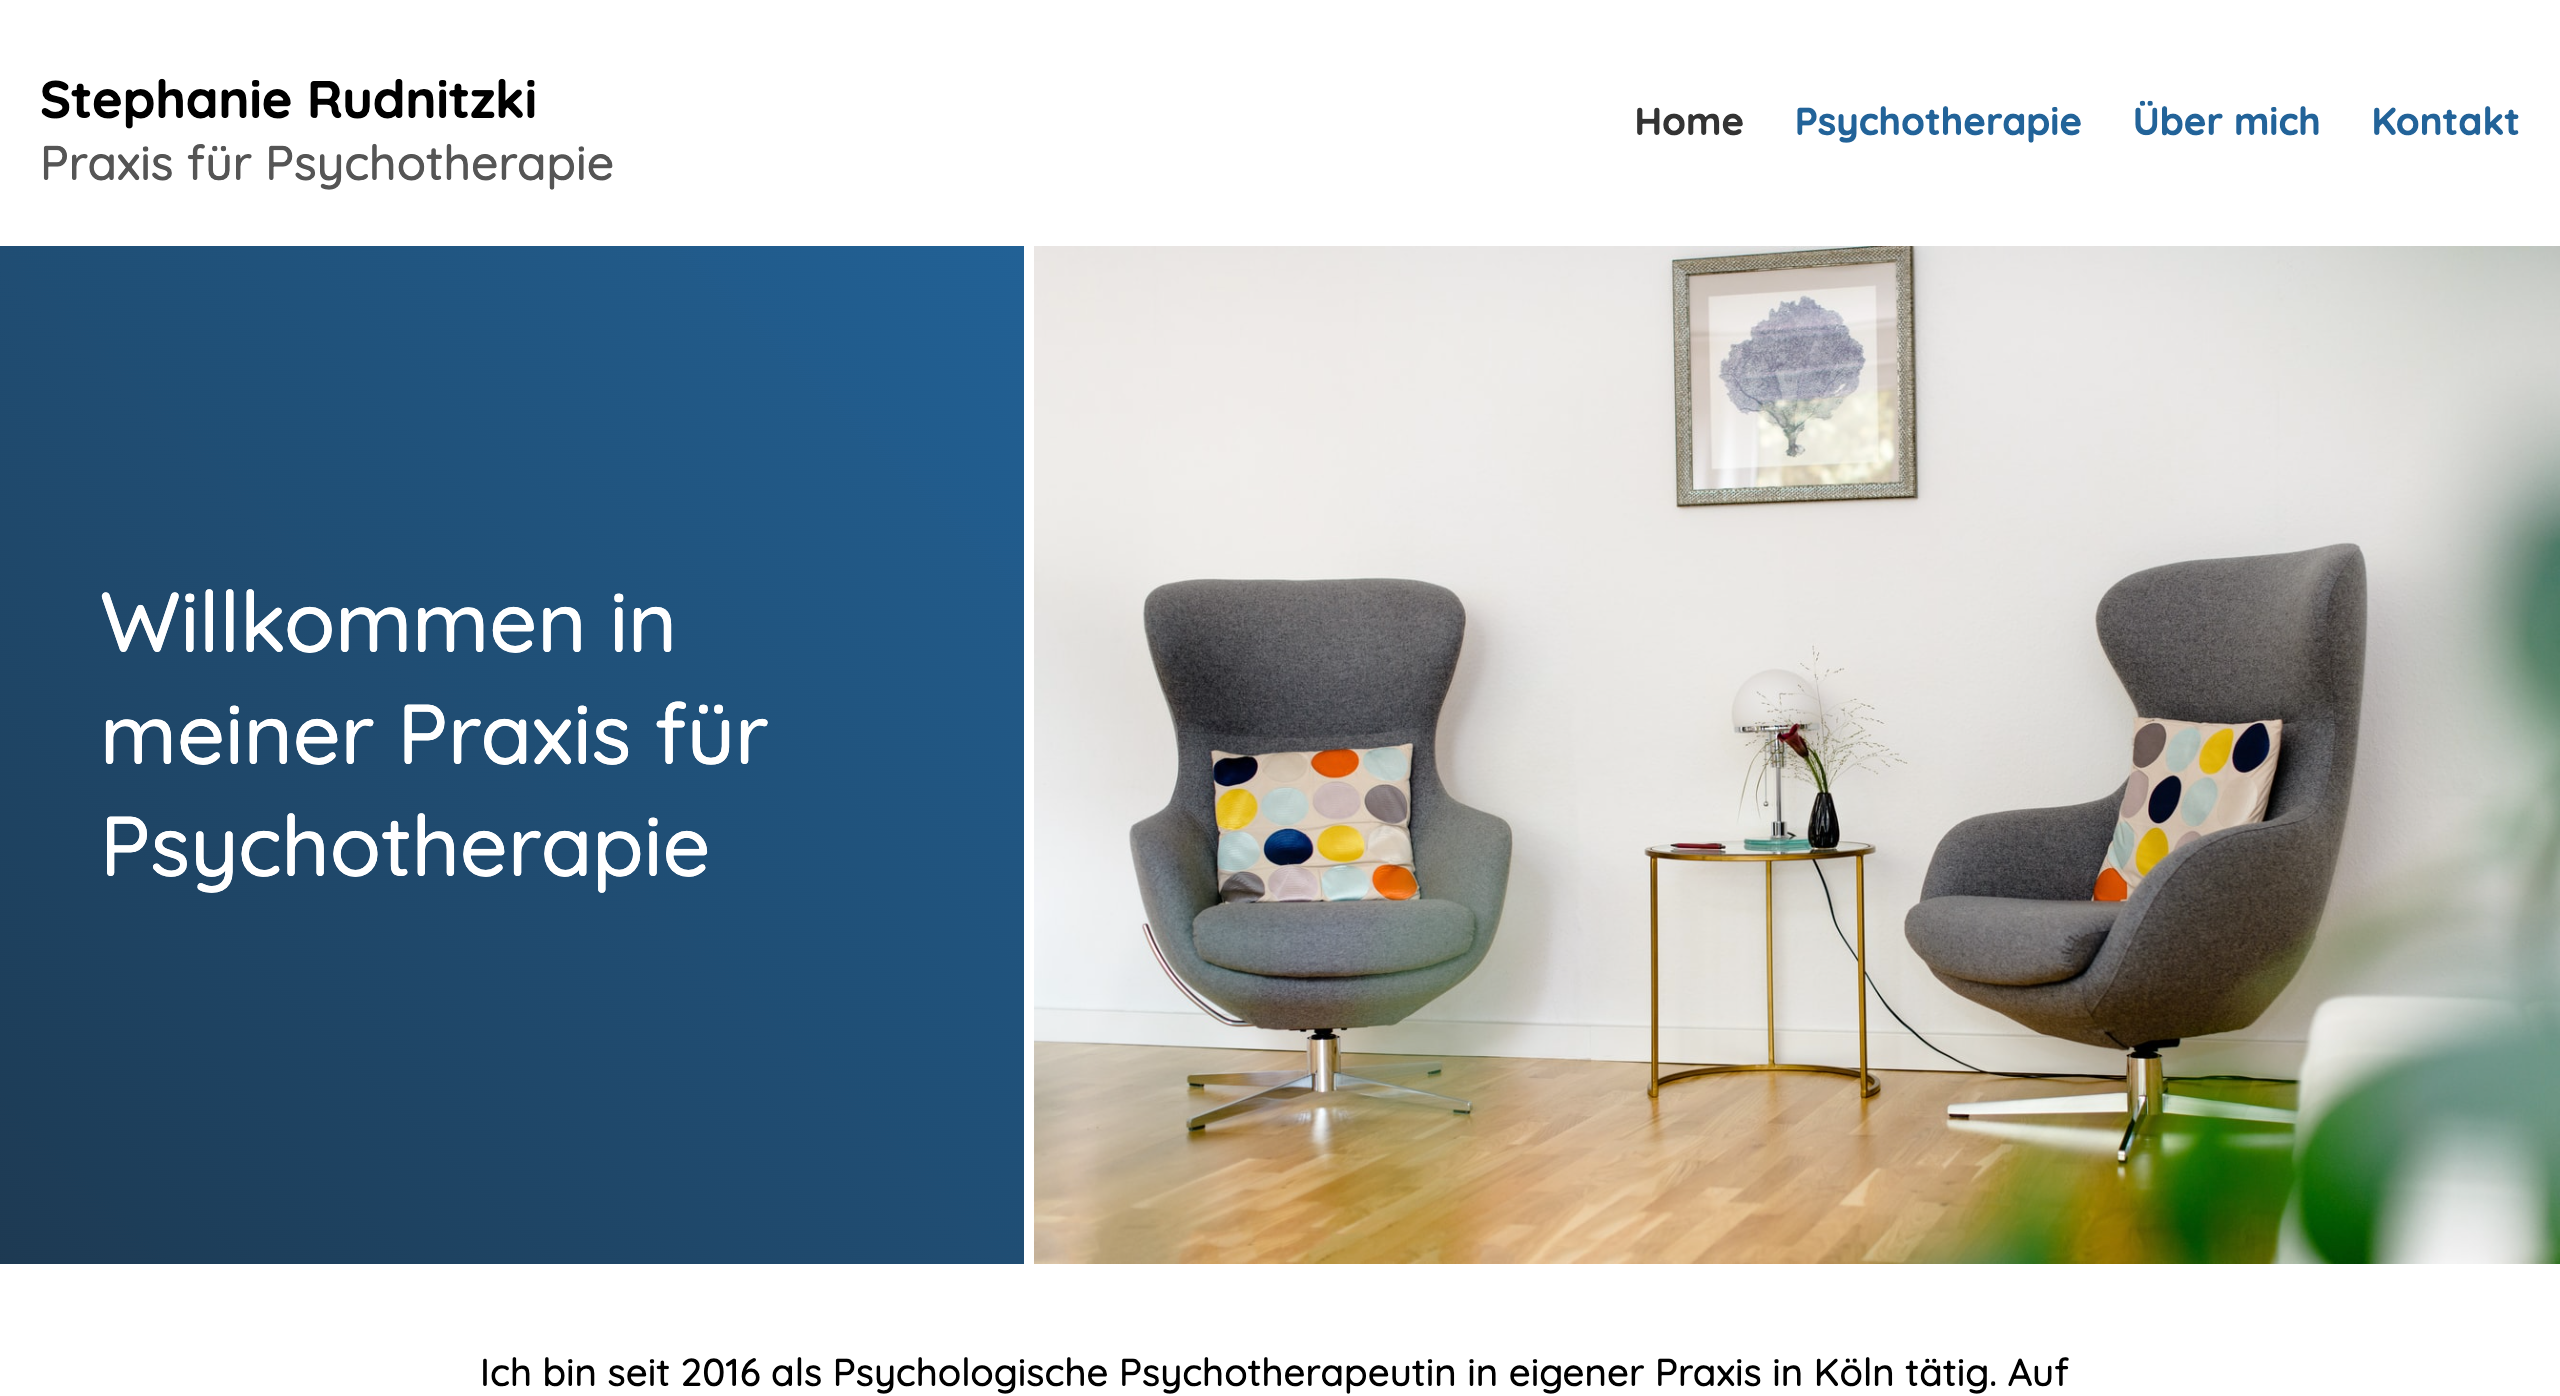 Stephanie Rudnitzki
Praxis für Psychotherapie
Home Psychotherapie Über mich Kontakt
Willkommen in
meiner Praxis für
Psychotherapie
Ich bin seit 2016 als Psychologische Psychotherapeutin in eigener Praxis in Köln tätig. Auf